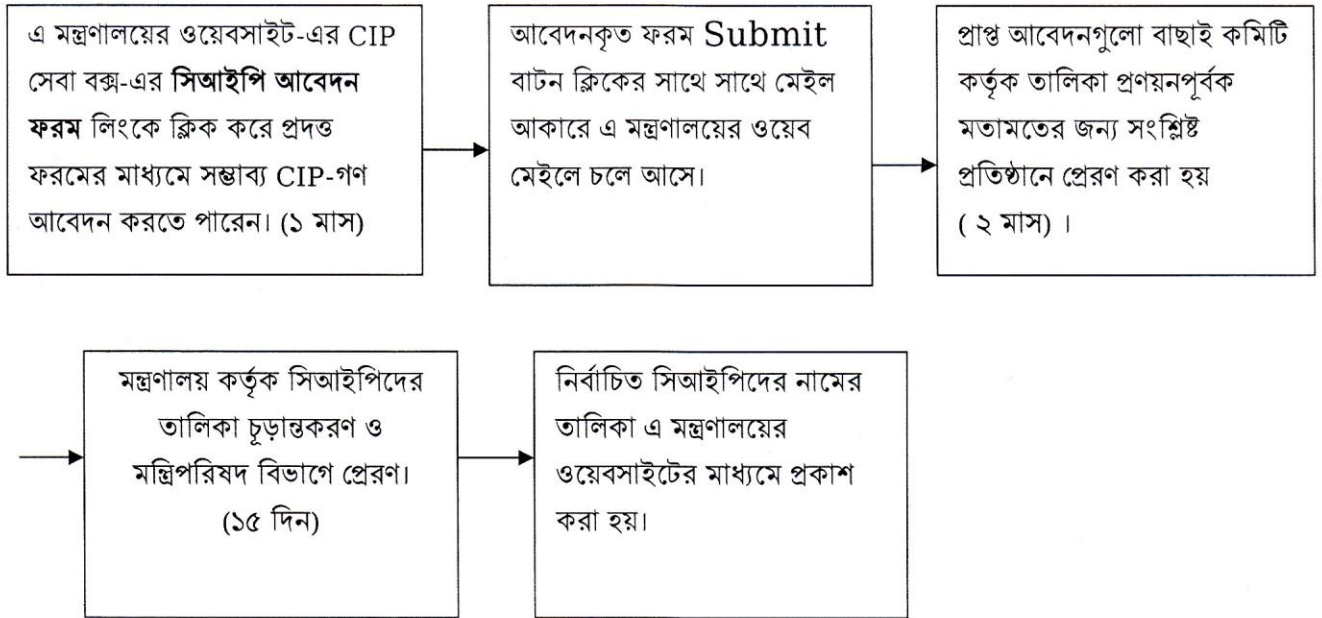 এ মন্ত্রণালয়ের ওয়েবসাইট-এর CIP
সেবা বক্স-এর সিআইপি আবেদন
ফরম লিংকে ক্লিক করে প্রদত্ত
ফরমের মাধ্যমে সম্ভাব্য CIP-গণ
আবেদন করতে পারেন। (১ মাস)
আবেদনকৃত ফরম Submit
বাটন ক্লিকের সাথে সাথে মেইল
আকারে এ মন্ত্রণালয়ের ওয়েব
মেইলে চলে আসে।
প্রাপ্ত আবেদনগুলো বাছাই কমিটি
কর্তৃক তালিকা প্রণয়নপূর্বক
মতামতের জন্য সংশ্লিষ্ট
প্রতিষ্ঠানে প্রেরণ করা হয়
( ২ মাস) ।
মন্ত্রণালয় কর্তৃক সিআইপিদের
তালিকা চূড়ান্তকরণ ও
মন্ত্রিপরিষদ বিভাগে প্রেরণ।
(১৫ দিন)
নির্বাচিত সিআইপিদের নামের
তালিকা এ মন্ত্রণালয়ের
ওয়েবসাইটের মাধ্যমে প্রকাশ
করা হয়।